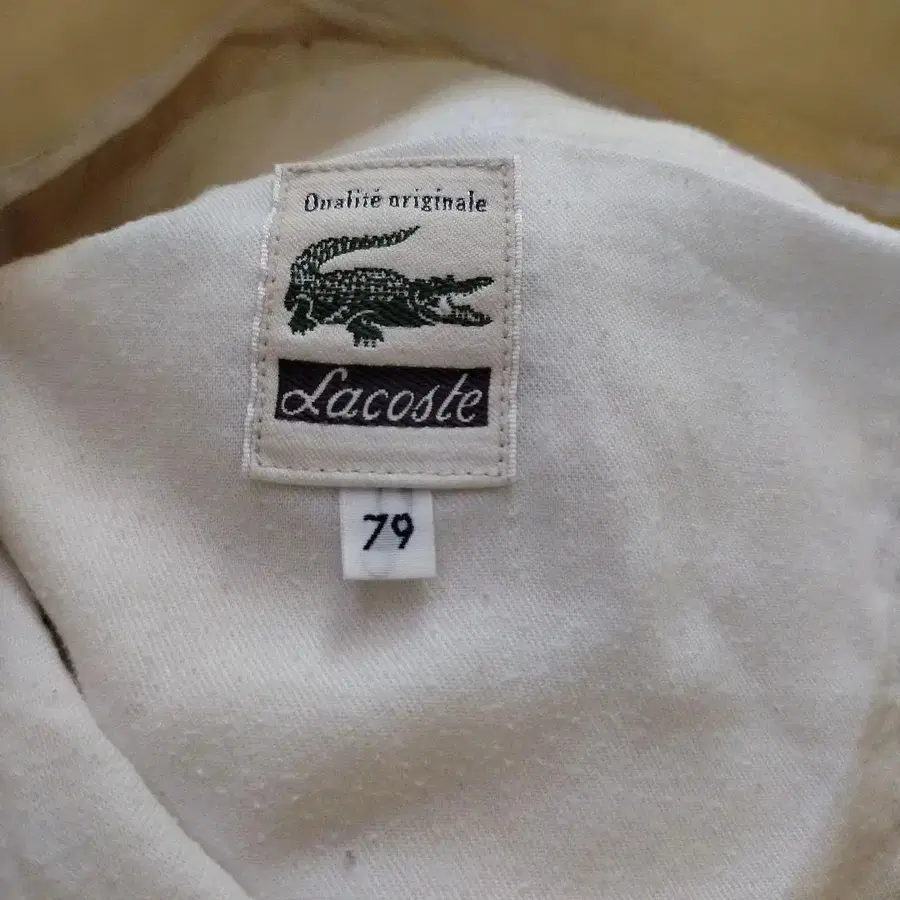 Qualité originale
Lacoste
79